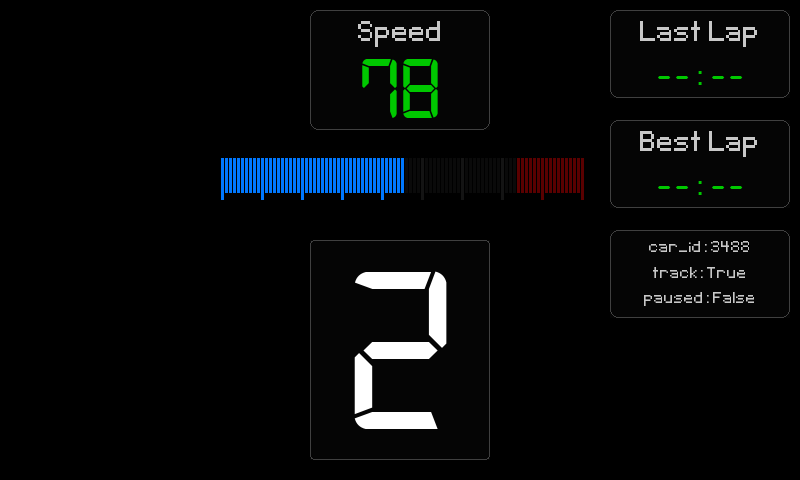 Speed
78
Last Lap
--:--
Best Lap
--:--
car_id:3488
track:True
paused:False
2